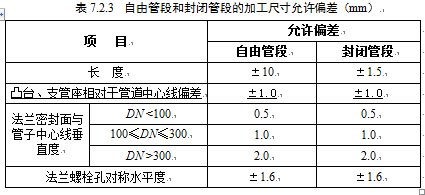 表 7.2.3 自由管段和封闭管段的加工尺寸允许偏差（mm）
项 目
允许偏差
自由管段
封闭管段
长 度
±10
±1.5
凸台、支管座相对于管道中心线偏差
±1.0
±1.0
法兰密封面与管子中心线垂直度
DN<100
0.5
0.5
100≤DN≤300
1.0
1.0
DN>300
2.0
2.0
法兰螺栓孔对称水平度
±1.6
±1.6